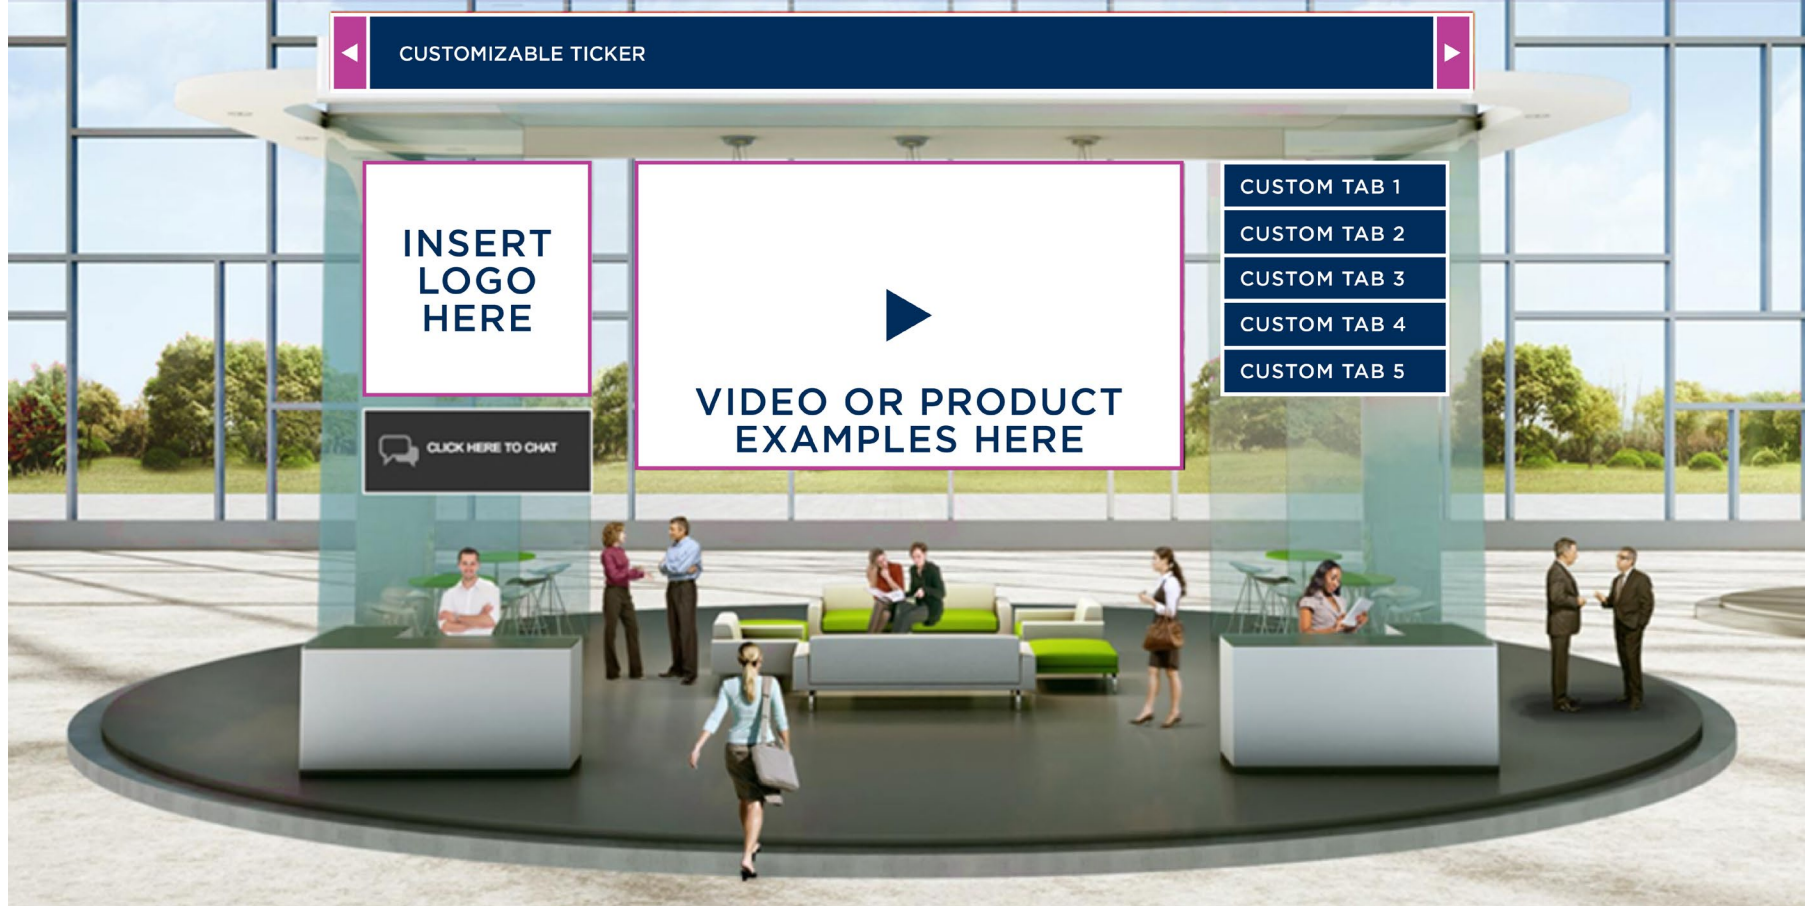 CUSTOMIZABLE TICKER
INSERT
LOGO
HERE
CLICK HERE TO CHAT
VIDEO OR PRODUCT
EXAMPLES HERE
CUSTOM TAB 1
CUSTOM TAB 2
CUSTOM TAB 3
CUSTOM TAB 4
CUSTOM TAB 5